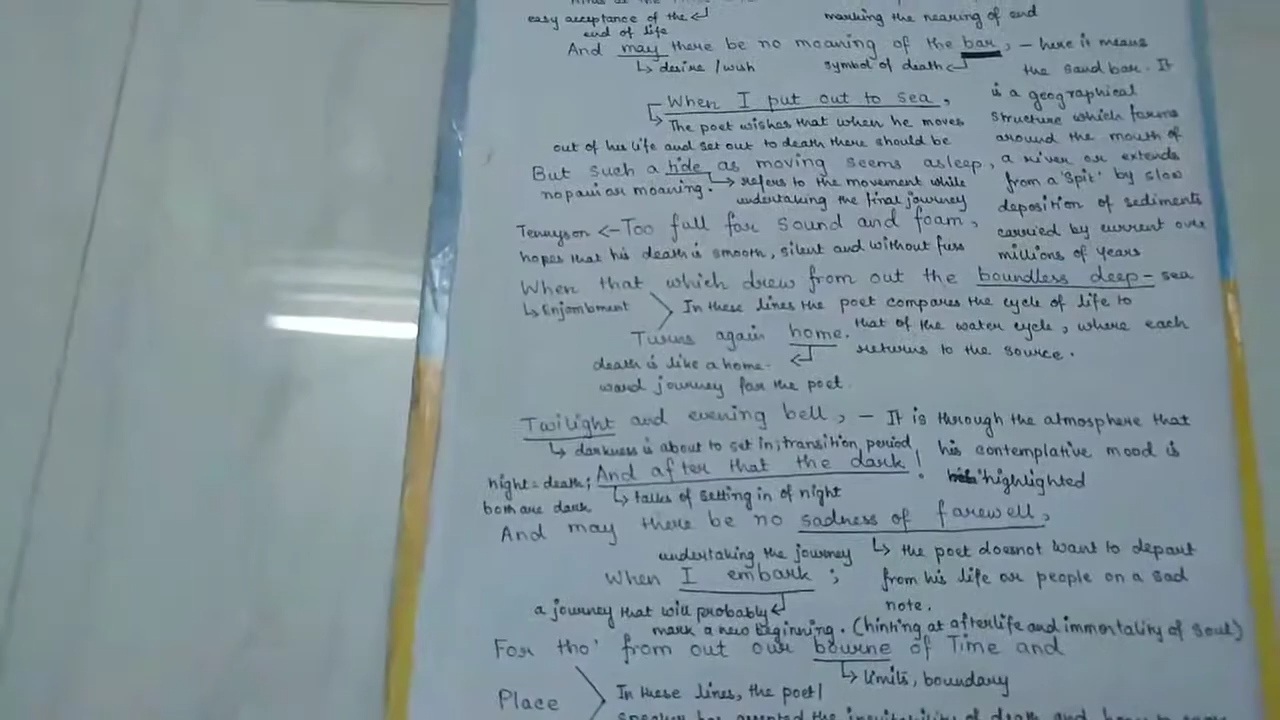 easy acceptance of the marking the nearing of end
end of life
And may there be no moaning of the bar, - here it means
↳ desire / wish symbol of death the sand bar. It
When I put out to sea, is a geographical
↳ The poet wishes that when he moves structure which forms
out of his life and set out to death there should be around the mouth of
But such a tide as moving seems asleep, a river or extends
no pain or moaning. → refers to the movement while from a 'spit' by slow
undertaking the final journey deposition of sediments
Tennyson <- Too full for sound and foam, carried by current over
hopes that his death is smooth, silent and without fuss millions of years
When that which drew from out the boundless deep - sea
↳ Enjambment In these lines the poet compares the cycle of life to
Turns again home. that of the water cycle, where each
death is like a home- returns to the source.
ward journey for the poet.
Twilight and evening bell, - It is through the atmosphere that
↳ darkness is about to set in; transition period his contemplative mood is
night = death; And after that the dark! highlighted
both are dark ↳ talks of setting in of night
And may there be no sadness of farewell,
undertaking the journey ↳ the poet doesnot want to depart
When I embark; from his life or people on a sad
a journey that will probably note.
mark a new beginning. (hinting at afterlife and immortality of soul)
For tho' from out our bourne of Time and
↳ limits, boundary
Place In these lines, the poet/